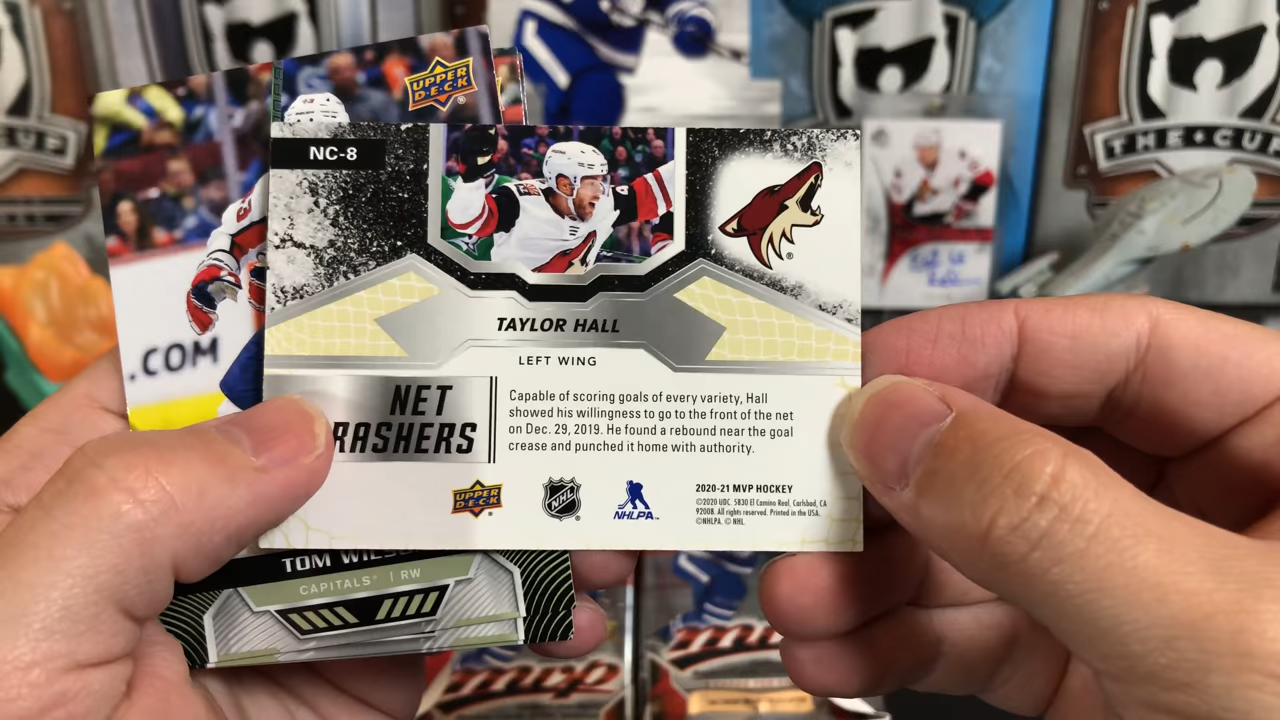 UPPER
DECK
NC-8
TAYLOR HALL
LEFT WING
NET
RASHERS
Capable of scoring goals of every variety, Hall
showed his willingness to go to the front of the net
on Dec. 29, 2019. He found a rebound near the goal
crease and punched it home with authority.
UPPER
DECK
NHL
NHLPA
2020-21 MVP HOCKEY
©2020 UDC. 5830 El Camino Real, Carlsbad, CA
92008. All rights reserved. Printed in the USA.
©NHLPA. © NHL.
.COM
TOM WILS
CAPITALS | RW
THE CUP
CUP
mvp